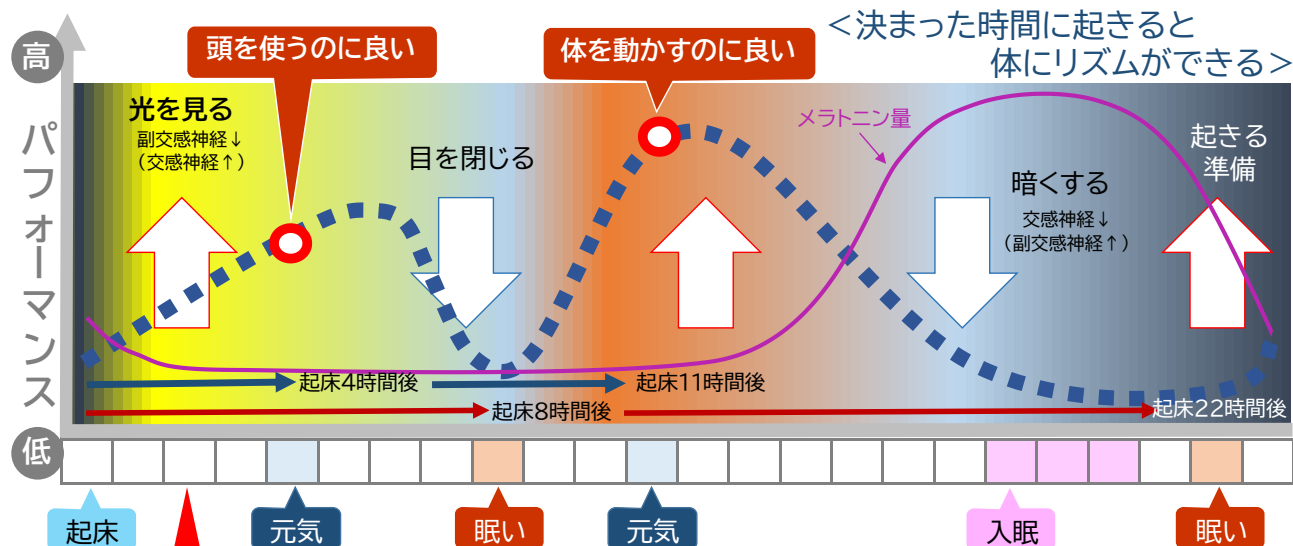 ＜決まった時間に起きると
体にリズムができる＞
高
頭を使うのに良い
体を動かすのに良い
光を見る
副交感神経↓
（交感神経↑）
目を閉じる
メラトニン量
暗くする
交感神経↓
（副交感神経↑）
起きる
準備
パフォーマンス
起床4時間後
起床11時間後
起床8時間後
起床22時間後
低
起床
元気
眠い
元気
入眠
眠い